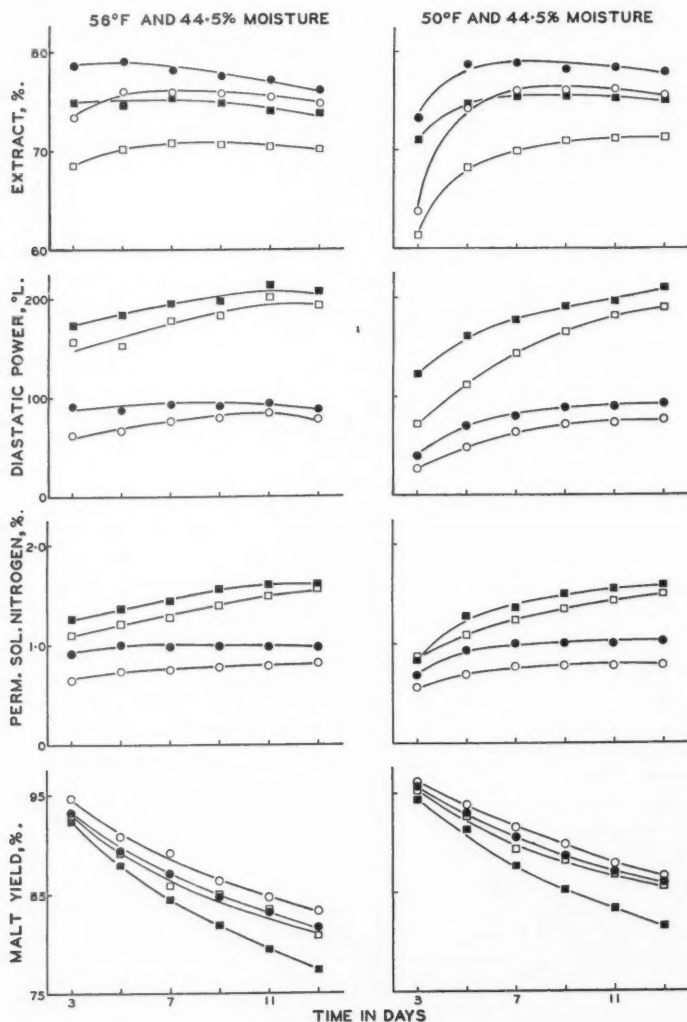 56°F AND 44·5% MOISTURE
50°F AND 44·5% MOISTURE
EXTRACT, %.
80
70
60
DIASTATIC POWER, °L.
200
100
0
PERM. SOL. NITROGEN, %.
2·0
1·0
0
MALT YIELD, %.
95
85
75
3
7
11
3
7
11
TIME IN DAYS